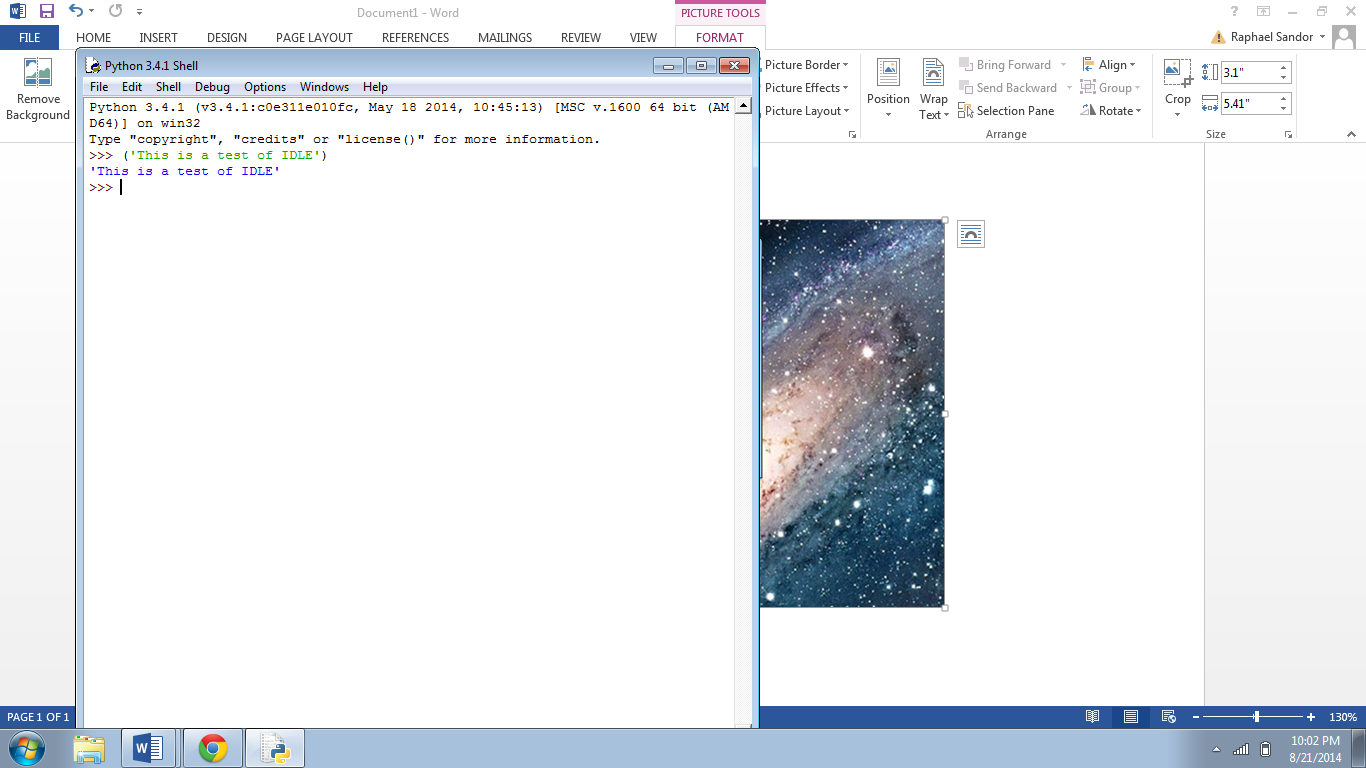 Document1 - Word
PICTURE TOOLS
?
FILE HOME INSERT DESIGN PAGE LAYOUT REFERENCES MAILINGS REVIEW VIEW FORMAT
Raphael Sandor
Remove
Background
Picture Border
Picture Effects
Picture Layout
Position
Wrap
Text
Bring Forward
Send Backward
Selection Pane
Align
Group
Rotate
Arrange
Crop
3.1"
5.41"
Size
Python 3.4.1 Shell
File Edit Shell Debug Options Windows Help
Python 3.4.1 (v3.4.1:c0e311e010fc, May 18 2014, 10:45:13) [MSC v.1600 64 bit (AM
D64)] on win32
Type "copyright", "credits" or "license()" for more information.
>>> ('This is a test of IDLE')
'This is a test of IDLE'
>>>
PAGE 1 OF 1
130%
10:02 PM
8/21/2014